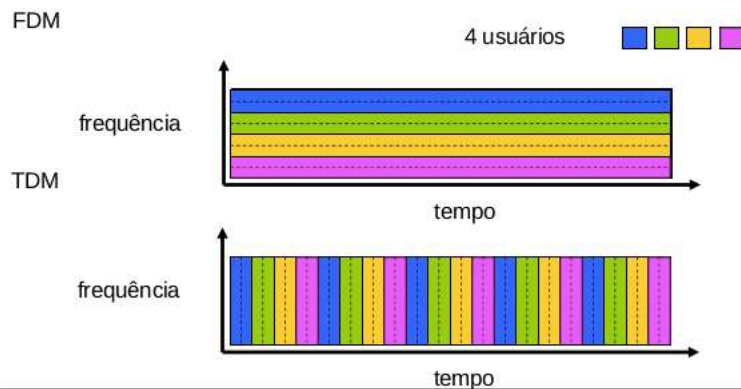 FDM
4 usuários
frequência
TDM
tempo
frequência
tempo